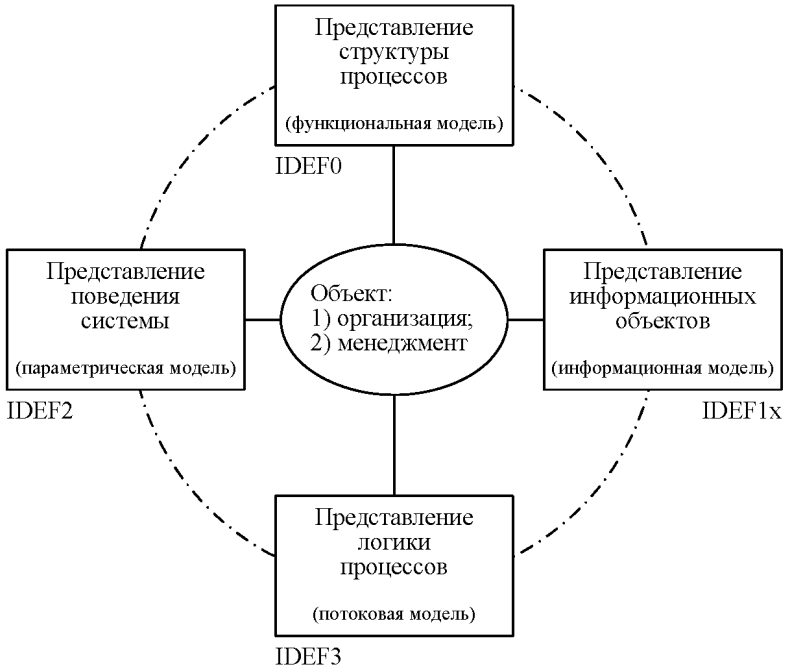 Представление
структуры
процессов
(функциональная модель)
IDEF0
Представление
поведения
системы
(параметрическая модель)
IDEF2
Объект:
1) организация;
2) менеджмент
Представление
информационных
объектов
(информационная модель)
IDEF1x
Представление
логики
процессов
(потоковая модель)
IDEF3